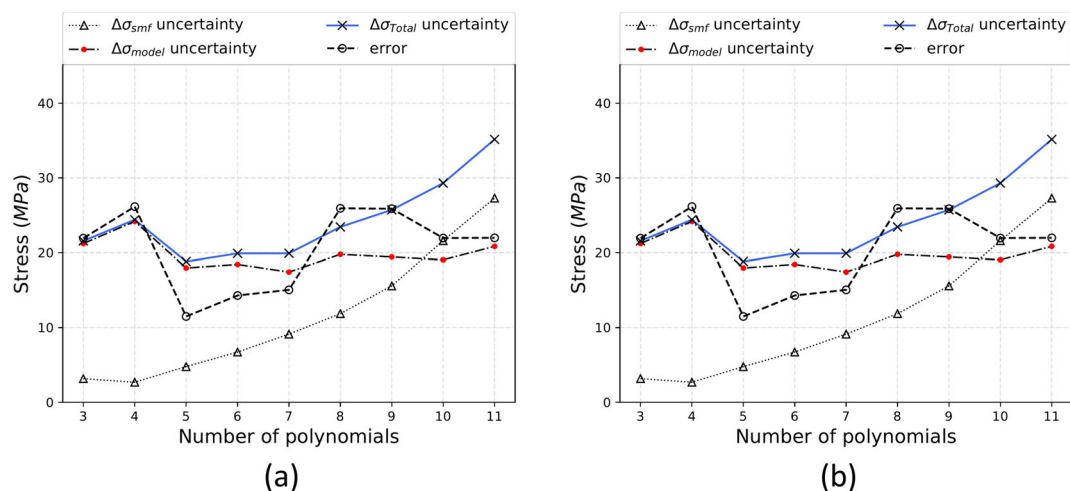 Δσsmf uncertainty
Δσmodel uncertainty
ΔσTotal uncertainty
error
Stress (MPa)
40
30
20
10
0
3 4 5 6 7 8 9 10 11
Number of polynomials
(a)
Δσsmf uncertainty
Δσmodel uncertainty
ΔσTotal uncertainty
error
Stress (MPa)
40
30
20
10
0
3 4 5 6 7 8 9 10 11
Number of polynomials
(b)